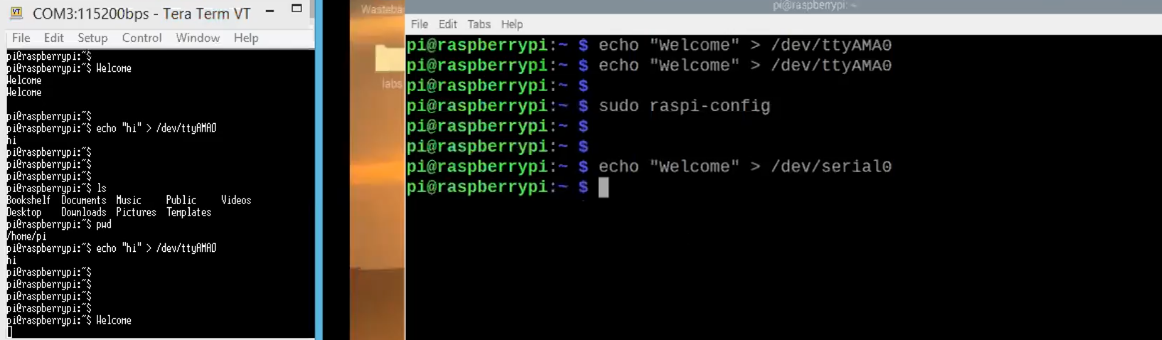 COM3:115200bps - Tera Term VT
File Edit Setup Control Window Help
pi@raspberrypi:~$
pi@raspberrypi:~$ Welcome
Welcome
Welcome
pi@raspberrypi:~$
pi@raspberrypi:~$ echo "hi" > /dev/ttyAMA0
hi
pi@raspberrypi:~$
pi@raspberrypi:~$
pi@raspberrypi:~$
pi@raspberrypi:~$ ls
Bookshelf Documents Music Public Videos
Desktop Downloads Pictures Templates
pi@raspberrypi:~$ pwd
/home/pi
pi@raspberrypi:~$ echo "hi" > /dev/ttyAMA0
hi
pi@raspberrypi:~$
pi@raspberrypi:~$
pi@raspberrypi:~$
pi@raspberrypi:~$
pi@raspberrypi:~$ Welcome
Wasteba
labs
pi@raspberrypi: ~
File Edit Tabs Help
pi@raspberrypi:~ $ echo "Welcome" > /dev/ttyAMA0
pi@raspberrypi:~ $ echo "Welcome" > /dev/ttyAMA0
pi@raspberrypi:~ $
pi@raspberrypi:~ $ sudo raspi-config
pi@raspberrypi:~ $
pi@raspberrypi:~ $
pi@raspberrypi:~ $ echo "Welcome" > /dev/serial0
pi@raspberrypi:~ $